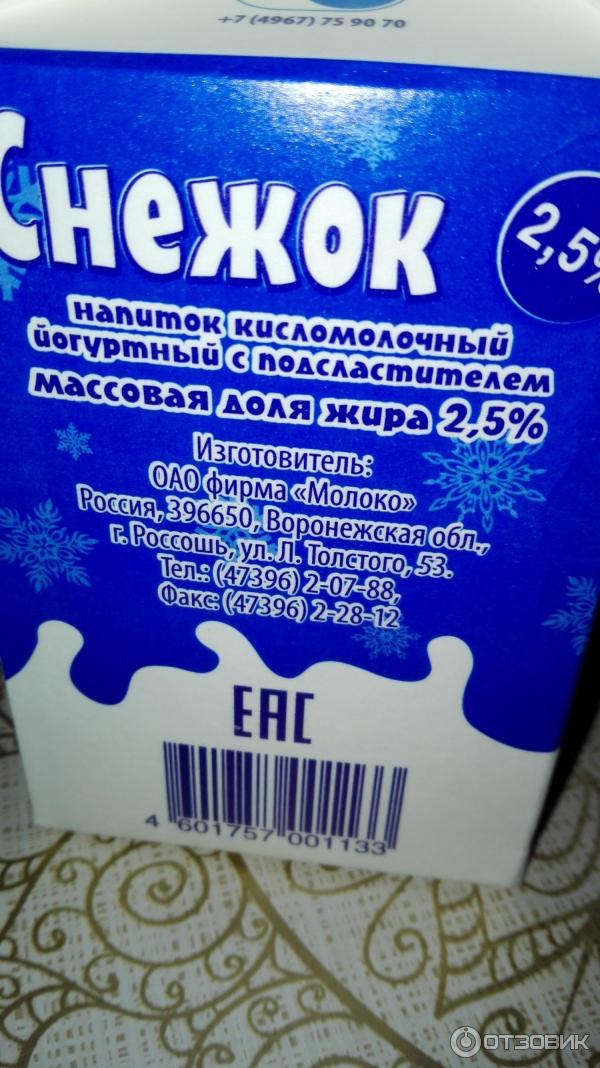 +7 (4967) 75 90 70
Снежок
2,5%
напиток кисломолочный
йогуртный с подсластителем
массовая доля жира 2,5%
Изготовитель:
ОАО фирма «Молоко»
Россия, 396650, Воронежская обл.,
г. Россошь, ул. Л. Толстого, 53.
Тел.: (47396) 2-07-88,
Факс: (47396) 2-28-12
ЕАС
4 601757 001133
ОТЗОВИК